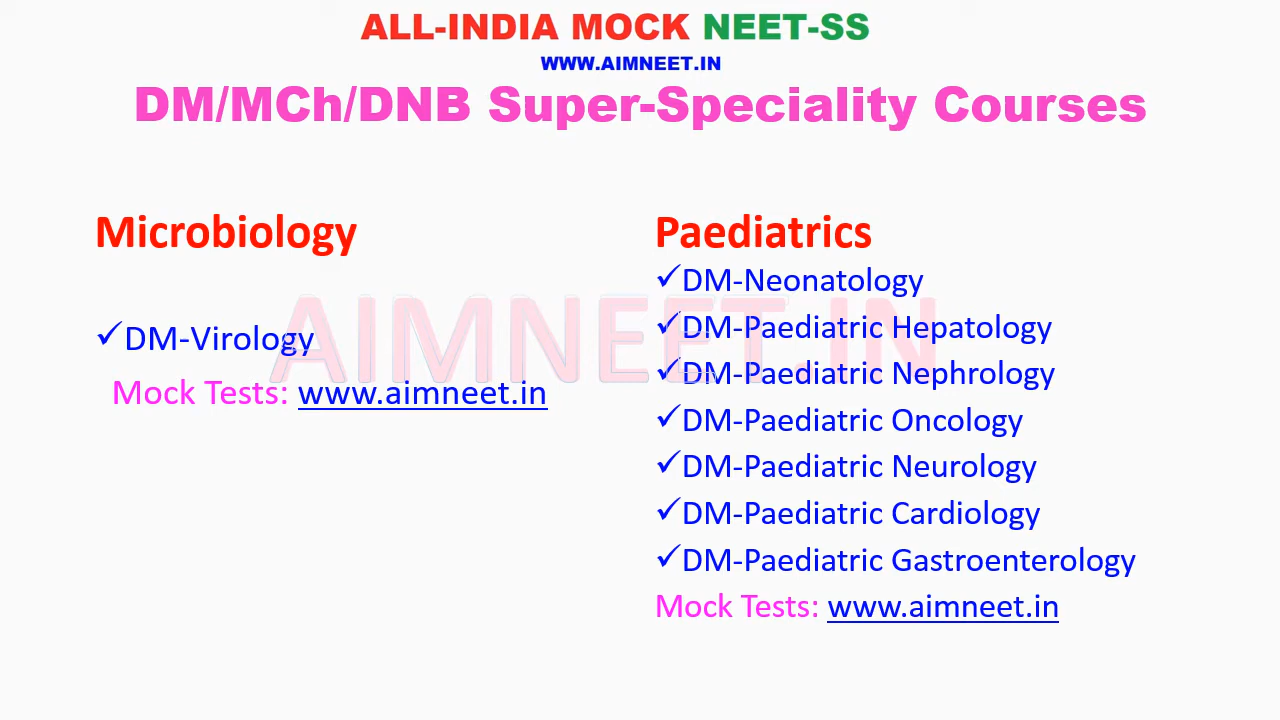 ALL-INDIA MOCK NEET-SS
WWW.AIMNEET.IN
DM/MCh/DNB Super-Speciality Courses
Microbiology
✓DM-Virology
Mock Tests: www.aimneet.in
Paediatrics
✓DM-Neonatology
✓DM-Paediatric Hepatology
✓DM-Paediatric Nephrology
✓DM-Paediatric Oncology
✓DM-Paediatric Neurology
✓DM-Paediatric Cardiology
✓DM-Paediatric Gastroenterology
Mock Tests: www.aimneet.in
AIMNEET.IN